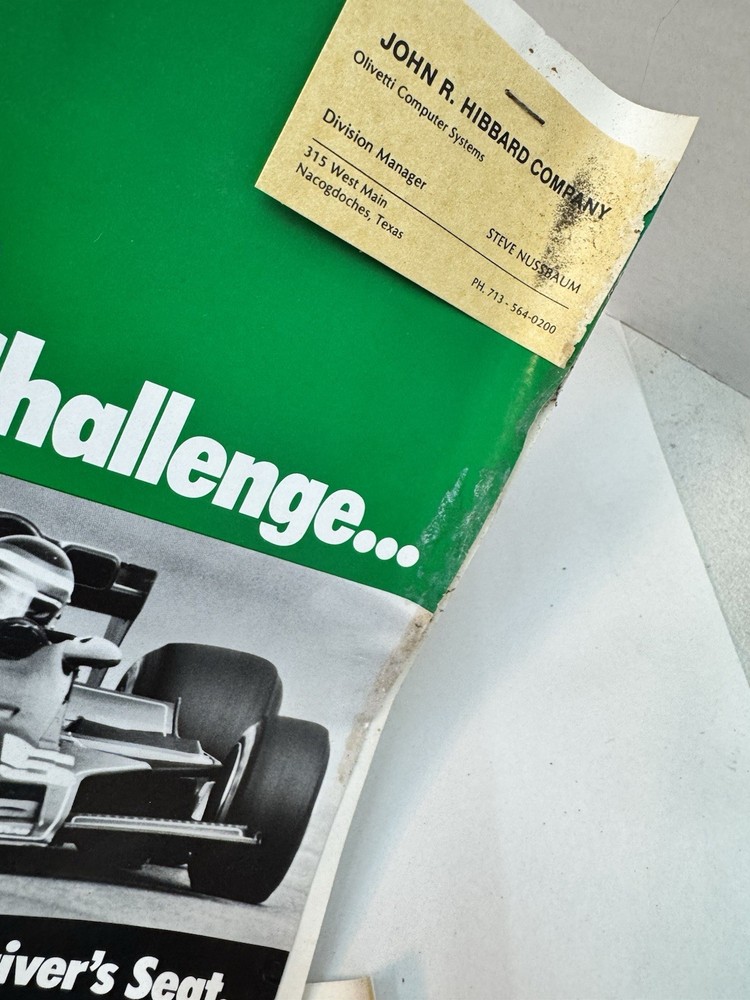 JOHN R. HIBBARD COMPANY
Olivetti Computer Systems
Division Manager
STEVE NUSSBAUM
315 West Main
Nacogdoches, Texas
PH. 713-564-0200
hallenge...
5
iver's Seat.